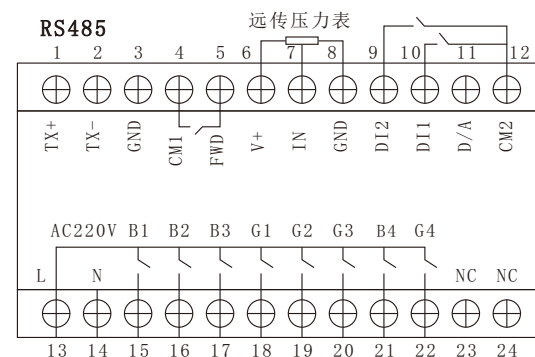 RS485
远传压力表
1 2 3 4 5 6 7 8 9 10 11 12
TX+ TX- GND CM1 FWD V+ IN GND DI2 DI1 D/A CM2
AC220V B1 B2 B3 G1 G2 G3 B4 G4
L N NC NC
13 14 15 16 17 18 19 20 21 22 23 24